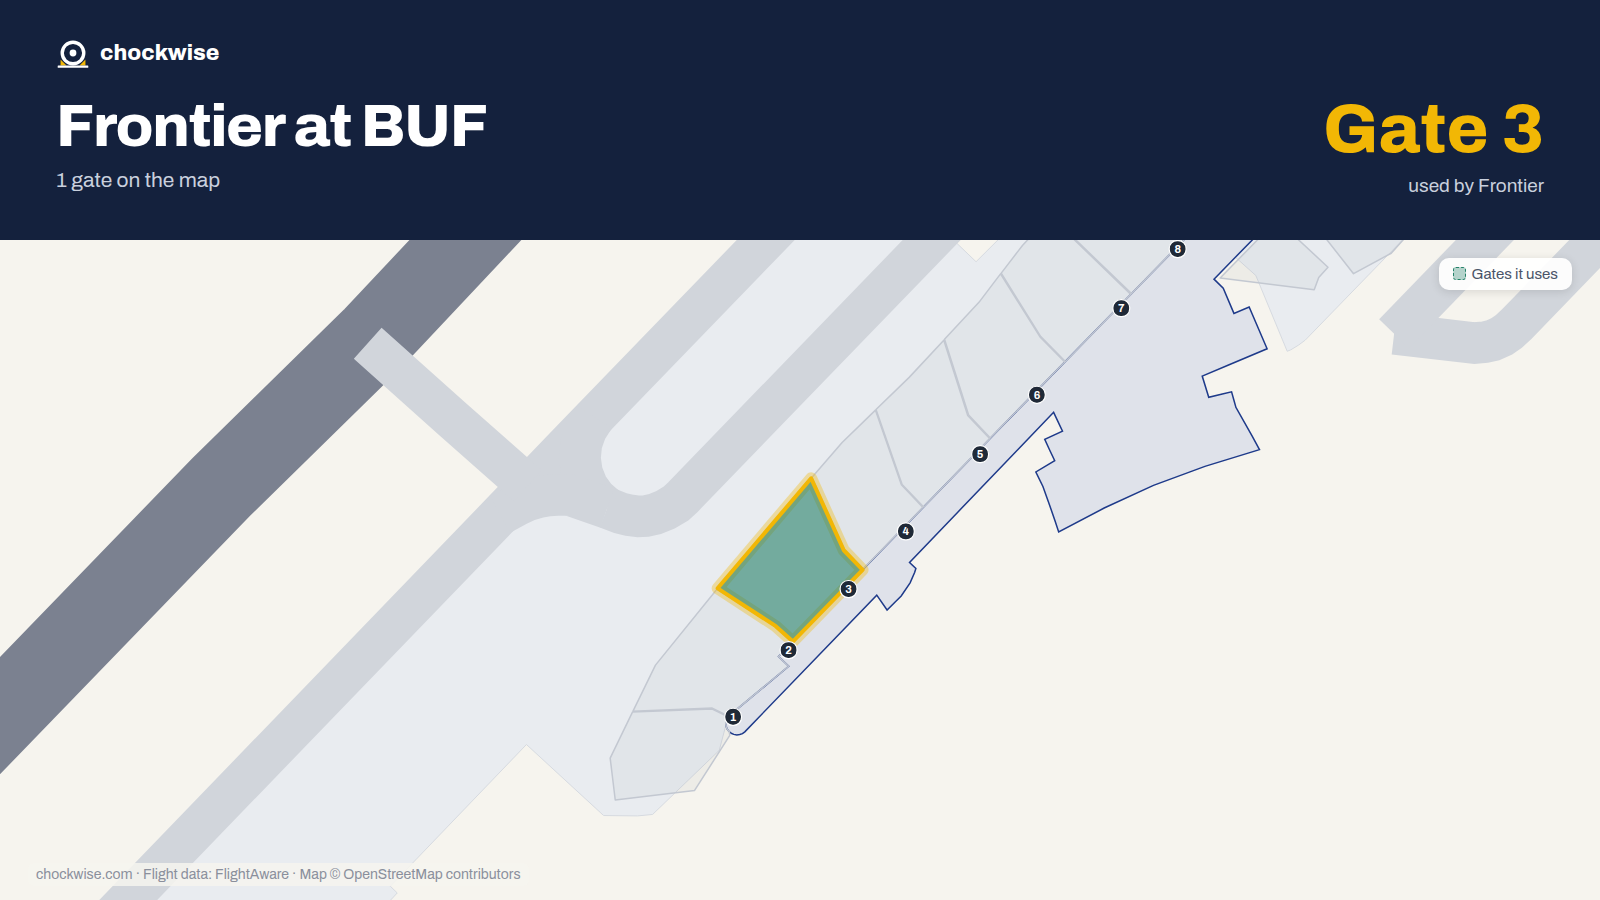 chockwise
Frontier at BUF
1 gate on the map
Gate 3
used by Frontier
Gates it uses
8
7
6
5
4
3
2
1
chockwise.com · Flight data: FlightAware · Map © OpenStreetMap contributors